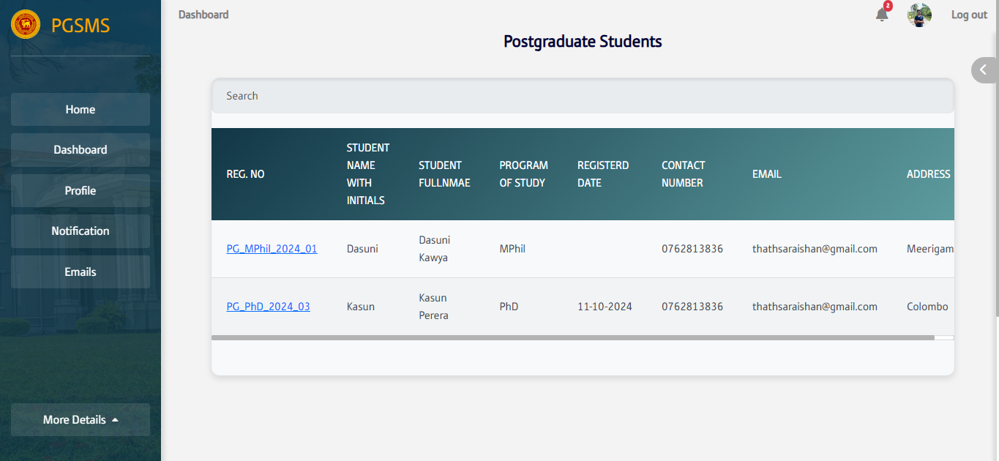 PGSMS
Home
Dashboard
Profile
Notification
Emails
More Details
Dashboard
2
Log out
Postgraduate Students
Search
REG. NO
STUDENT
NAME
WITH
INITIALS
STUDENT
FULLNMAE
PROGRAM
OF STUDY
REGISTERD
DATE
CONTACT
NUMBER
EMAIL
ADDRESS
PG_MPhil_2024_01
Dasuni
Dasuni
Kawya
MPhil
0762813836
thathsaraishan@gmail.com
Meerigam
PG_PhD_2024_03
Kasun
Kasun
Perera
PhD
11-10-2024
0762813836
thathsaraishan@gmail.com
Colombo